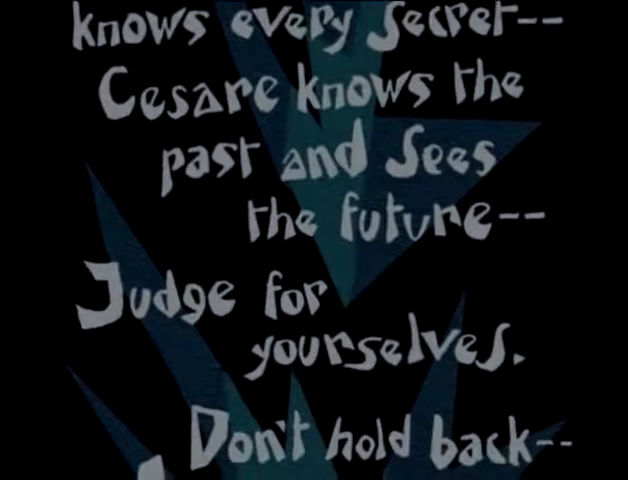 knows every secret--
Cesare knows the
past and sees
the future--
Judge for
yourselves.
Don't hold back--